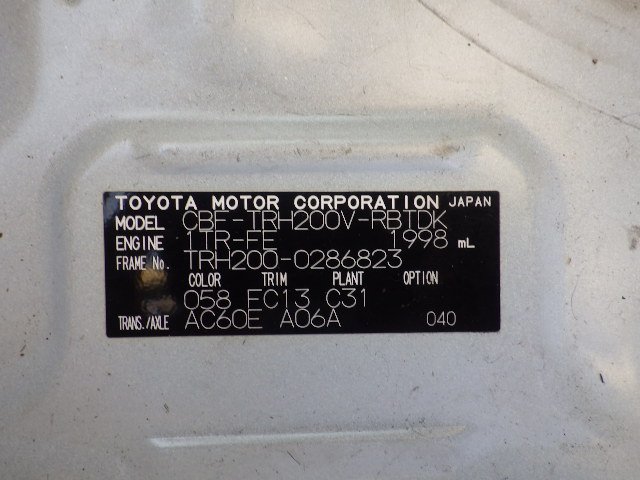 TOYOTA MOTOR CORPORATION JAPAN
MODEL CBF-TRH200V-RBTDK
ENGINE 1TR-FE 1998 mL
FRAME No. TRH200-0286823
COLOR TRIM PLANT OPTION
058 FC13 C31
TRANS./AXLE AC60E A06A 040